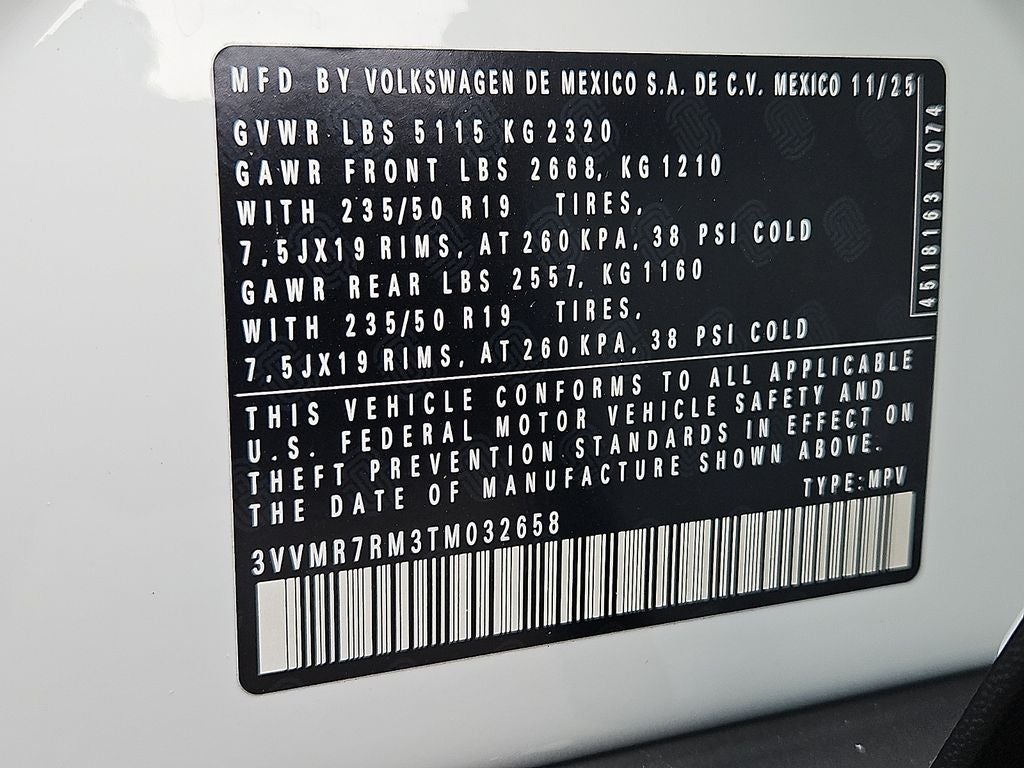 MFD BY VOLKSWAGEN DE MEXICO S.A. DE C.V. MEXICO 11/25
GVWR LBS 5115 KG 2320
GAWR FRONT LBS 2668, KG 1210
WITH 235/50 R19 TIRES,
7,5JX19 RIMS, AT 260 KPA, 38 PSI COLD
GAWR REAR LBS 2557, KG 1160
WITH 235/50 R19 TIRES,
7,5JX19 RIMS, AT 260 KPA, 38 PSI COLD
4518163 4074
THIS VEHICLE CONFORMS TO ALL APPLICABLE
U.S. FEDERAL MOTOR VEHICLE SAFETY AND
THEFT PREVENTION STANDARDS IN EFFECT ON
THE DATE OF MANUFACTURE SHOWN ABOVE.
TYPE:MPV
3VVMR7RM3TM032658